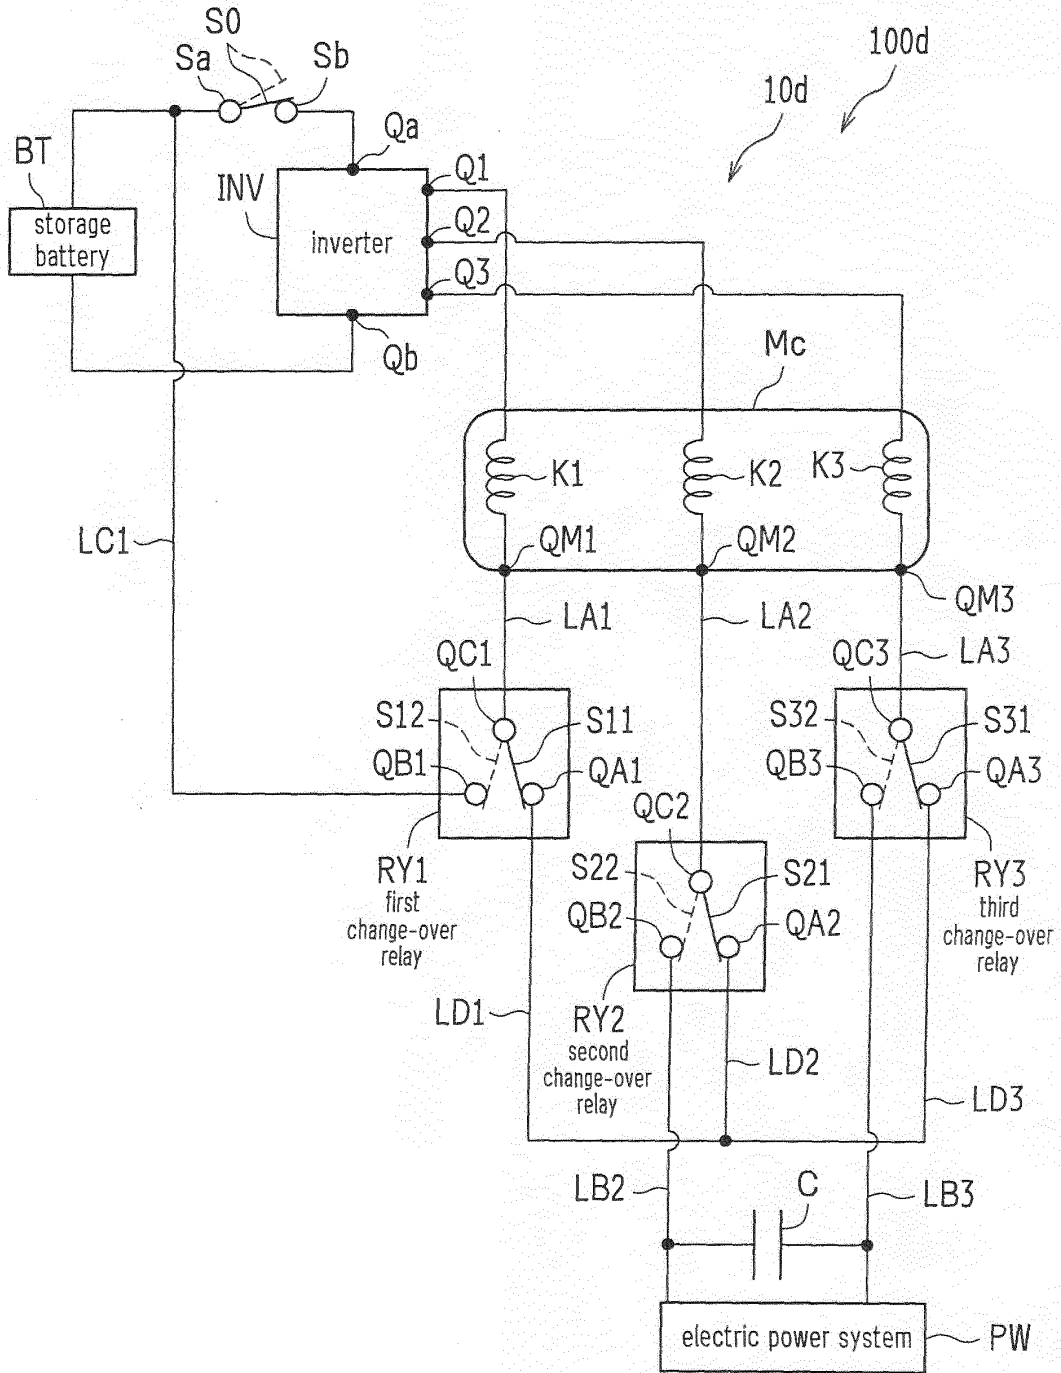 S0
Sa
Sb
100d
10d
BT
storage
battery
Qa
INV
inverter
Q1
Q2
Q3
Qb
Mc
K1
K2
K3
LC1
QM1
QM2
QM3
LA1
LA2
LA3
QC1
QC3
S12
S11
S32
S31
QB1
QA1
QB3
QA3
QC2
RY1
first
change-over
relay
S22
S21
RY3
third
change-over
relay
QB2
QA2
LD1
RY2
second
change-over
relay
LD2
LD3
LB2
C
LB3
electric power system
PW